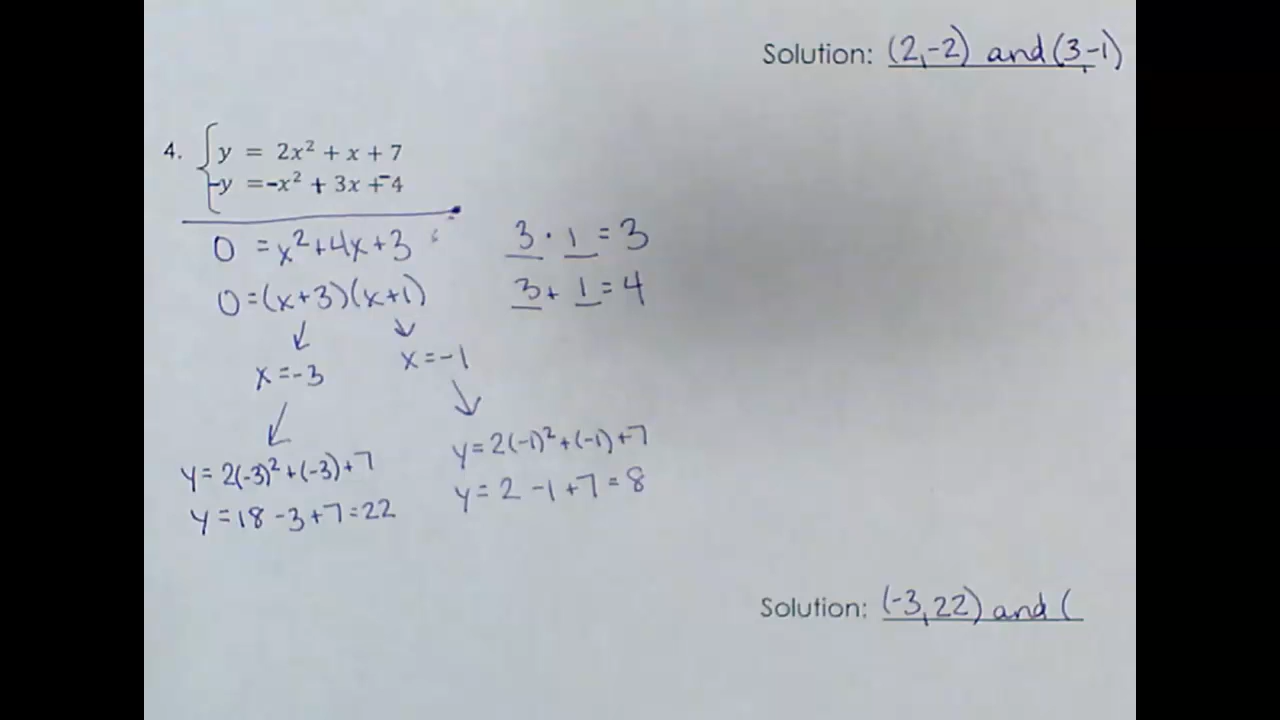 Solution: (2,-2) and (3,-1)
4. { y = 2x² + x + 7
-y = -x² + 3x + -4
0 = x² + 4x + 3
3 · 1 = 3
0 = (x+3)(x+1)
3 + 1 = 4
x = -3
x = -1
y = 2(-3)² + (-3) + 7
y = 2(-1)² + (-1) + 7
y = 18 - 3 + 7 = 22
y = 2 - 1 + 7 = 8
Solution: (-3, 22) and (